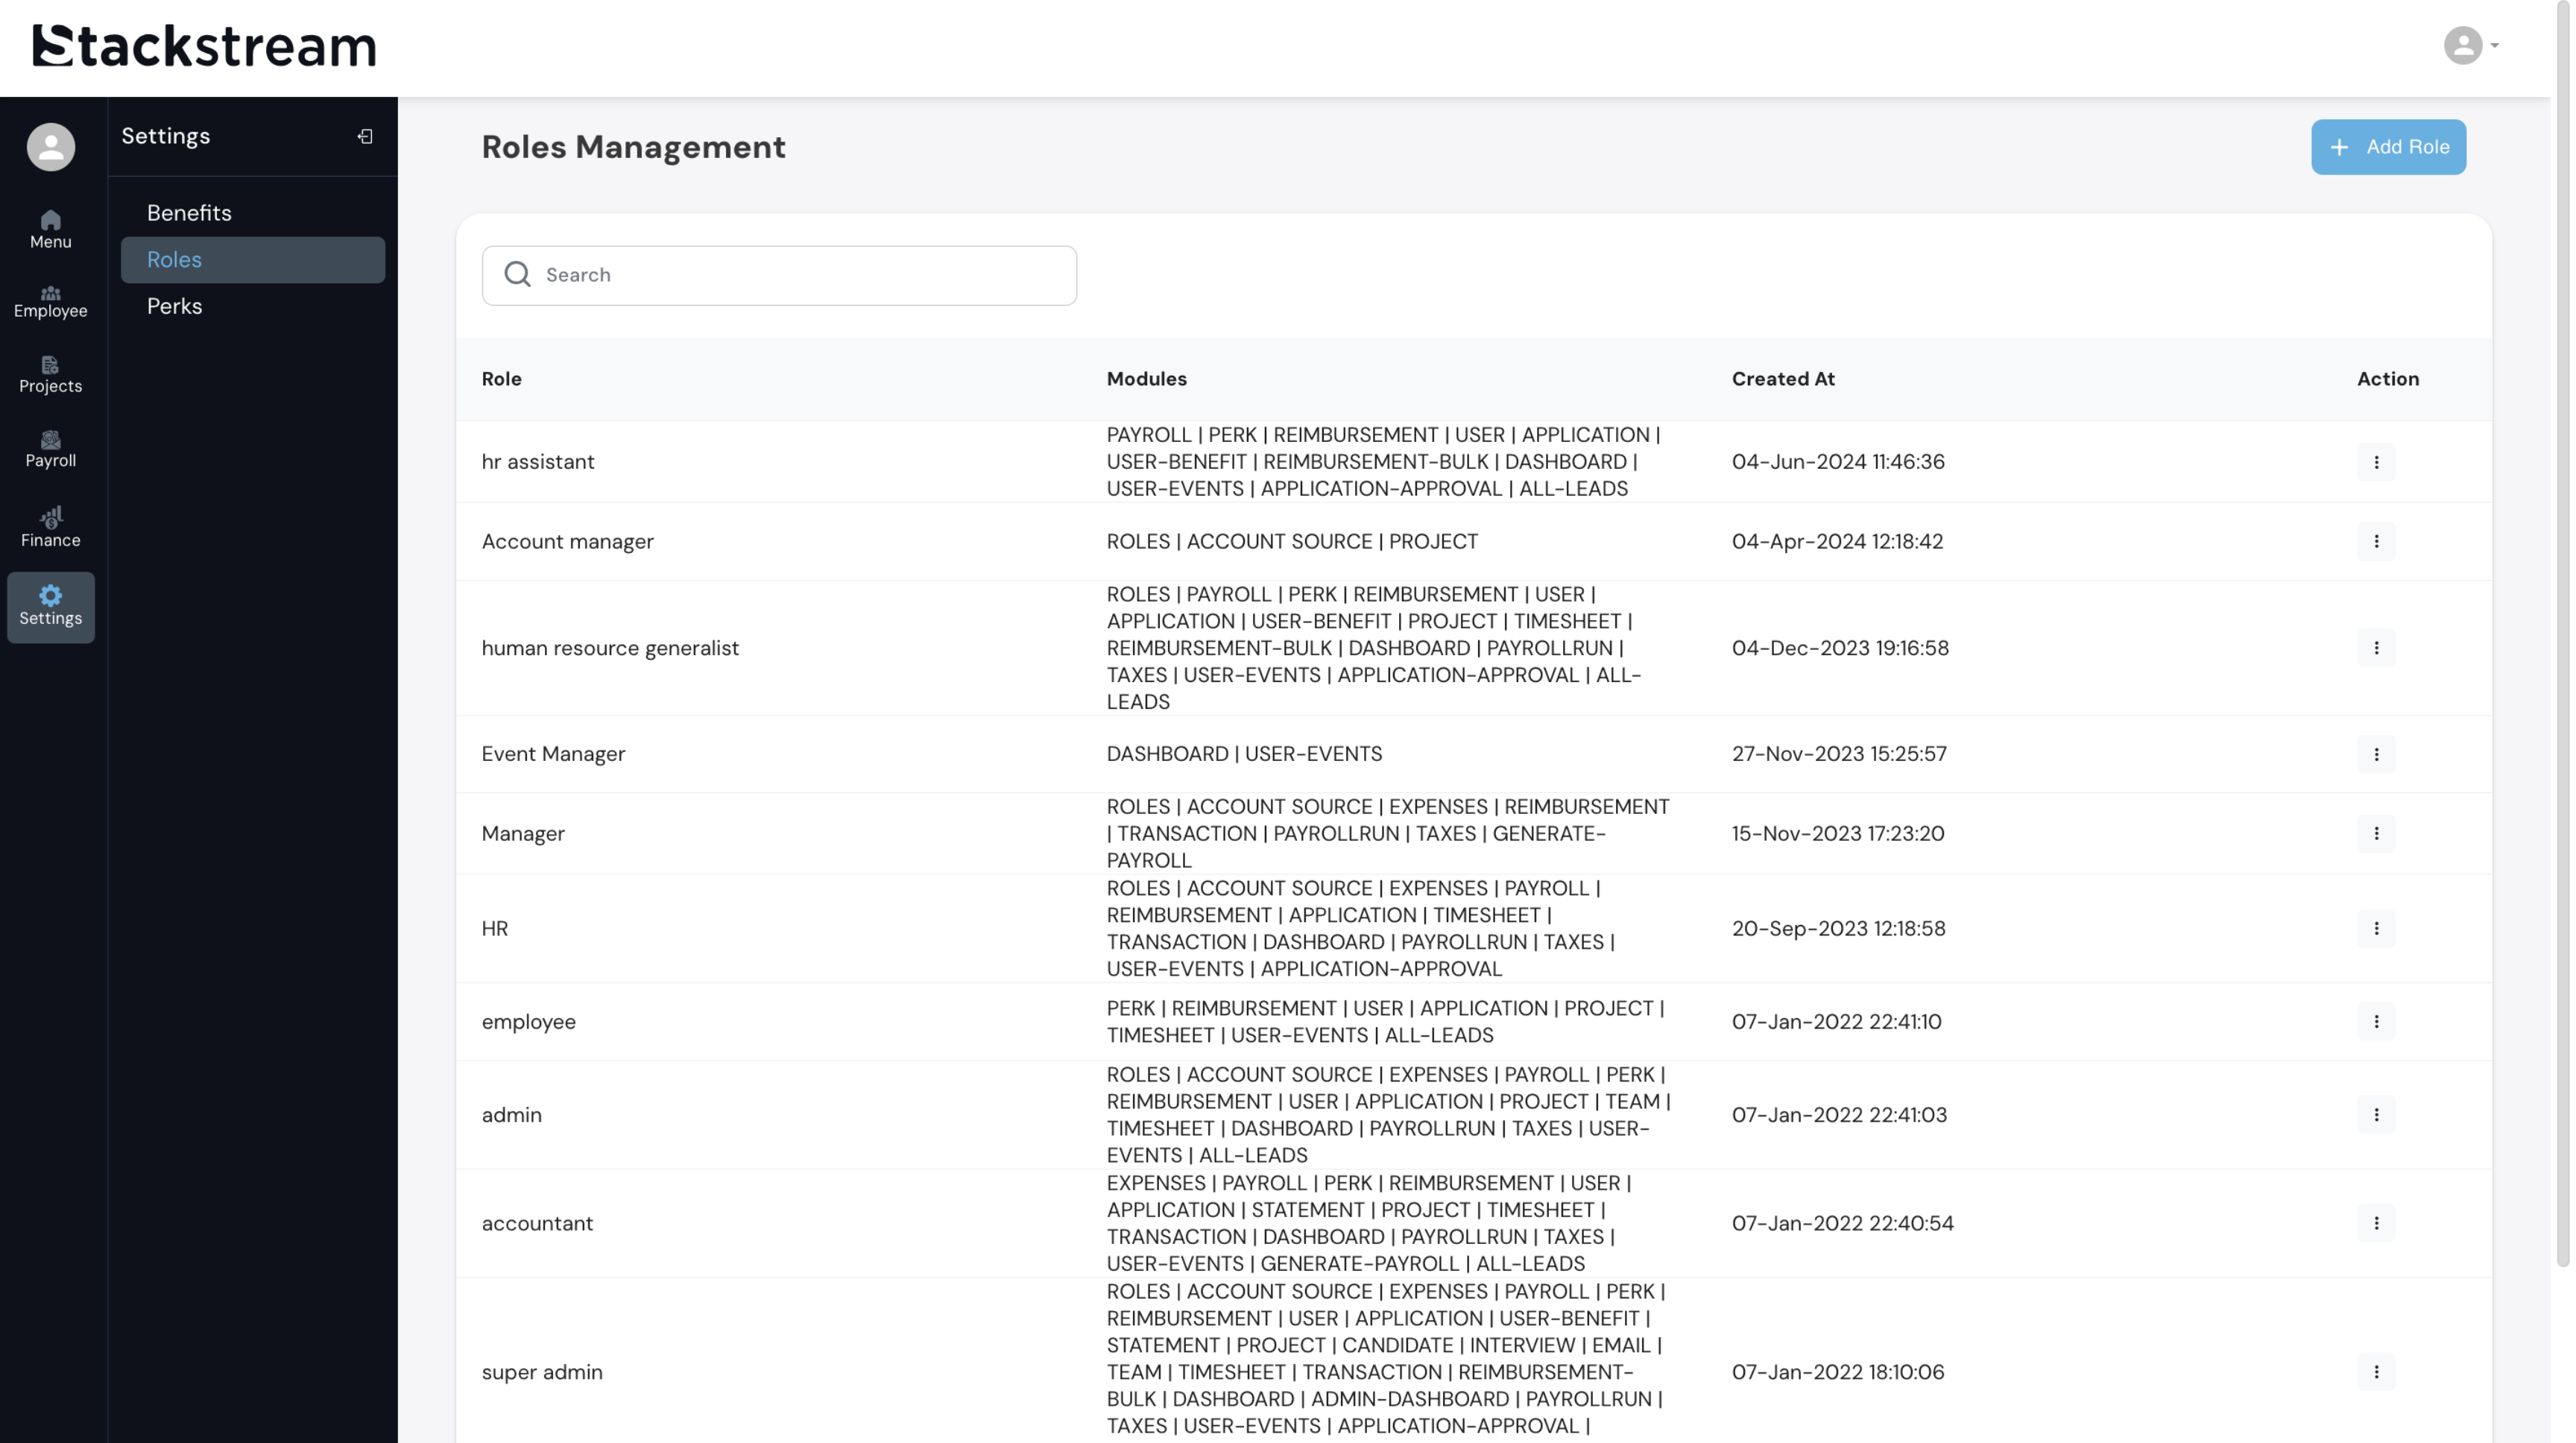 Stackstream
Settings
Benefits
Roles
Perks
Menu
Employee
Projects
Payroll
Finance
Settings
Roles Management
Add Role
Search
Role Modules Created At Action
hr assistant
PAYROLL | PERK | REIMBURSEMENT | USER | APPLICATION |
USER-BENEFIT | REIMBURSEMENT-BULK | DASHBOARD |
USER-EVENTS | APPLICATION-APPROVAL | ALL-LEADS
04-Jun-2024 11:46:36
Account manager
ROLES | ACCOUNT SOURCE | PROJECT
04-Apr-2024 12:18:42
human resource generalist
ROLES | PAYROLL | PERK | REIMBURSEMENT | USER |
APPLICATION | USER-BENEFIT | PROJECT | TIMESHEET |
REIMBURSEMENT-BULK | DASHBOARD | PAYROLLRUN |
TAXES | USER-EVENTS | APPLICATION-APPROVAL | ALL-
LEADS
04-Dec-2023 19:16:58
Event Manager
DASHBOARD | USER-EVENTS
27-Nov-2023 15:25:57
Manager
ROLES | ACCOUNT SOURCE | EXPENSES | REIMBURSEMENT
| TRANSACTION | PAYROLLRUN | TAXES | GENERATE-
PAYROLL
15-Nov-2023 17:23:20
HR
ROLES | ACCOUNT SOURCE | EXPENSES | PAYROLL |
REIMBURSEMENT | APPLICATION | TIMESHEET |
TRANSACTION | DASHBOARD | PAYROLLRUN | TAXES |
USER-EVENTS | APPLICATION-APPROVAL
20-Sep-2023 12:18:58
employee
PERK | REIMBURSEMENT | USER | APPLICATION | PROJECT |
TIMESHEET | USER-EVENTS | ALL-LEADS
07-Jan-2022 22:41:10
admin
ROLES | ACCOUNT SOURCE | EXPENSES | PAYROLL | PERK |
REIMBURSEMENT | USER | APPLICATION | PROJECT | TEAM |
TIMESHEET | DASHBOARD | PAYROLLRUN | TAXES | USER-
EVENTS | ALL-LEADS
07-Jan-2022 22:41:03
accountant
EXPENSES | PAYROLL | PERK | REIMBURSEMENT | USER |
APPLICATION | STATEMENT | PROJECT | TIMESHEET |
TRANSACTION | DASHBOARD | PAYROLLRUN | TAXES |
USER-EVENTS | GENERATE-PAYROLL | ALL-LEADS
07-Jan-2022 22:40:54
super admin
ROLES | ACCOUNT SOURCE | EXPENSES | PAYROLL | PERK |
REIMBURSEMENT | USER | APPLICATION | USER-BENEFIT |
STATEMENT | PROJECT | CANDIDATE | INTERVIEW | EMAIL |
TEAM | TIMESHEET | TRANSACTION | REIMBURSEMENT-
BULK | DASHBOARD | ADMIN-DASHBOARD | PAYROLLRUN |
TAXES | USER-EVENTS | APPLICATION-APPROVAL |
07-Jan-2022 18:10:06